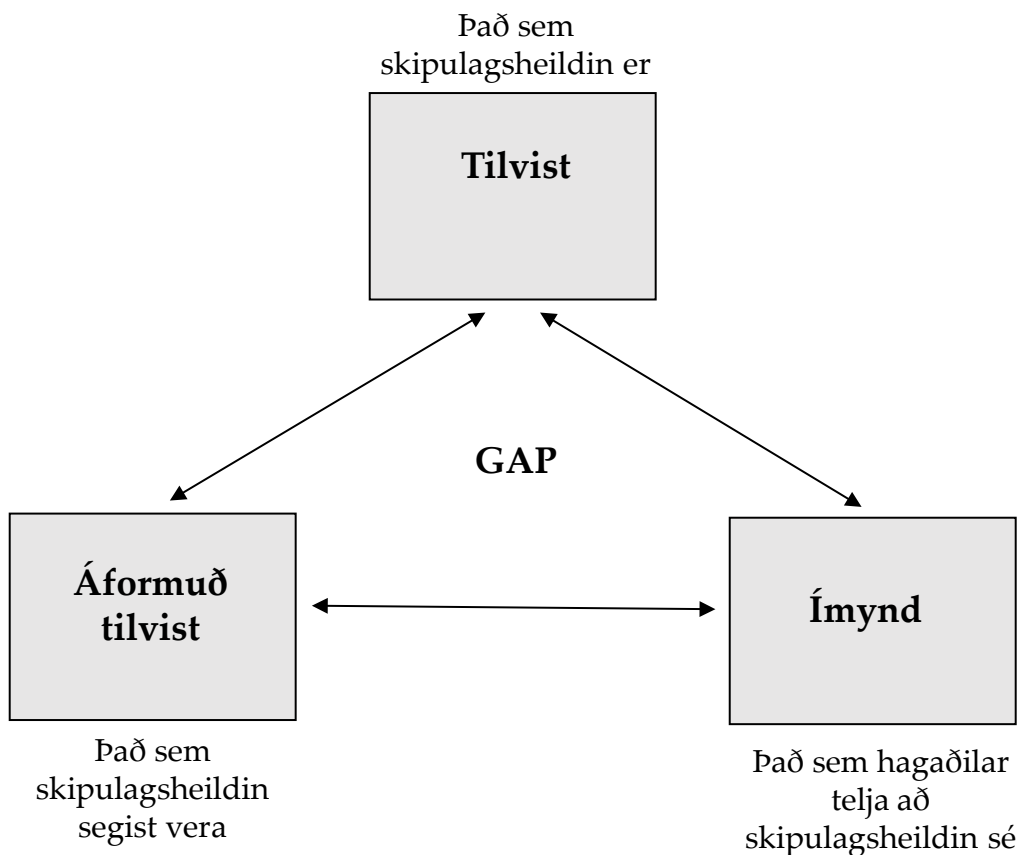 Það sem
skipulagsheildin er
Tilvist
GAP
Áformuð
tilvist
Ímynd
Það sem
skipulagsheildin
segist vera
Það sem hagaðilar
telja að
skipulagsheildin sé